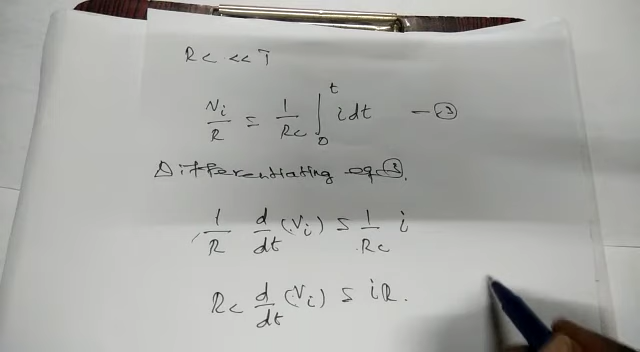 Rc << T
Vi/R = 1/Rc ∫₀ᵗ i dt — ③
Differentiating eq ③.
1/R d/dt (Vi) = 1/Rc i
Rc d/dt (Vi) = iR.